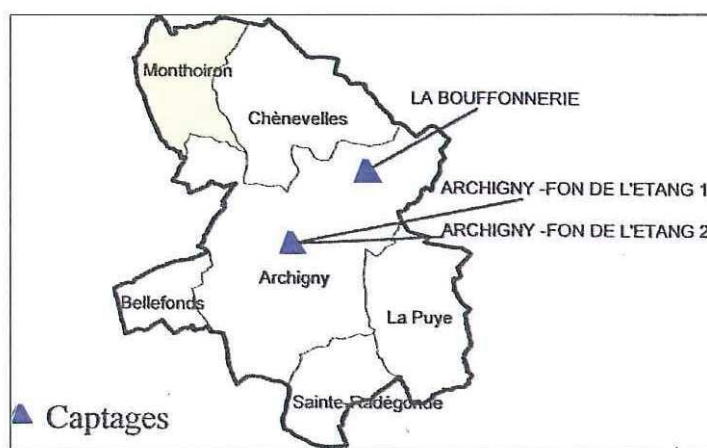 Monthoiron
LA BOUFFONNERIE
Chènevelles
ARCHIGNY -FON DE L'ETANG 1
ARCHIGNY -FON DE L'ETANG 2
Archigny
Bellefonds
La Puye
Sainte-Radégonde
Captages